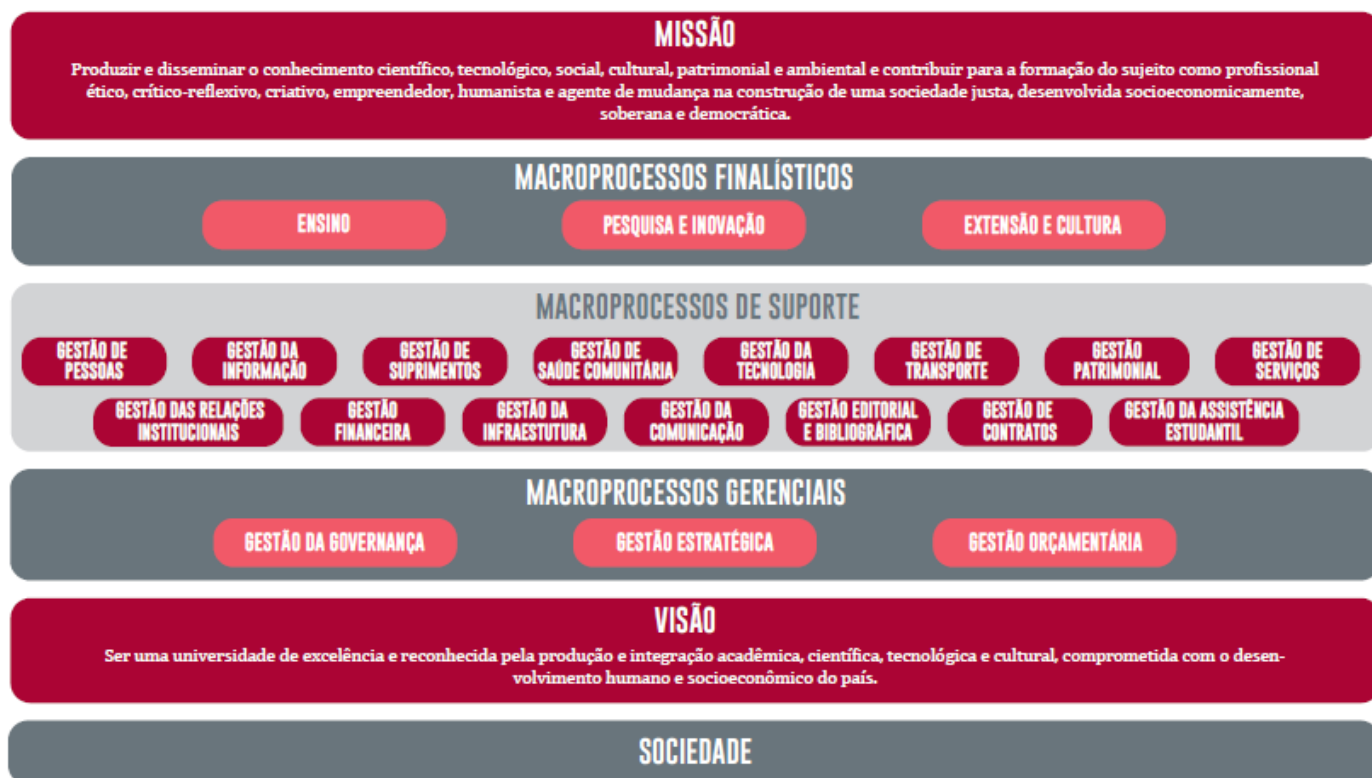 MISSÃO
Produzir e disseminar o conhecimento científico, tecnológico, social, cultural, patrimonial e ambiental e contribuir para a formação do sujeito como profissional
ético, crítico-reflexivo, criativo, empreendedor, humanista e agente de mudança na construção de uma sociedade justa, desenvolvida socioeconomicamente,
soberana e democrática.
MACROPROCESSOS FINALÍSTICOS
ENSINO
PESQUISA E INOVAÇÃO
EXTENSÃO E CULTURA
MACROPROCESSOS DE SUPORTE
GESTÃO DE
PESSOAS
GESTÃO DA
INFORMAÇÃO
GESTÃO DE
SUPRIMENTOS
GESTÃO DE
SAÚDE COMUNITÁRIA
GESTÃO DA
TECNOLOGIA
GESTÃO DE
TRANSPORTE
GESTÃO
PATRIMONIAL
GESTÃO DE
SERVIÇOS
GESTÃO DAS RELAÇÕES
INSTITUCIONAIS
GESTÃO
FINANCEIRA
GESTÃO DA
INFRAESTUTURA
GESTÃO DA
COMUNICAÇÃO
GESTÃO EDITORIAL
E BIBLIOGRÁFICA
GESTÃO DE
CONTRATOS
GESTÃO DA ASSISTÊNCIA
ESTUDANTIL
MACROPROCESSOS GERENCIAIS
GESTÃO DA GOVERNANÇA
GESTÃO ESTRATÉGICA
GESTÃO ORÇAMENTÁRIA
VISÃO
Ser uma universidade de excelência e reconhecida pela produção e integração acadêmica, científica, tecnológica e cultural, comprometida com o desen-
volvimento humano e socioeconômico do país.
SOCIEDADE